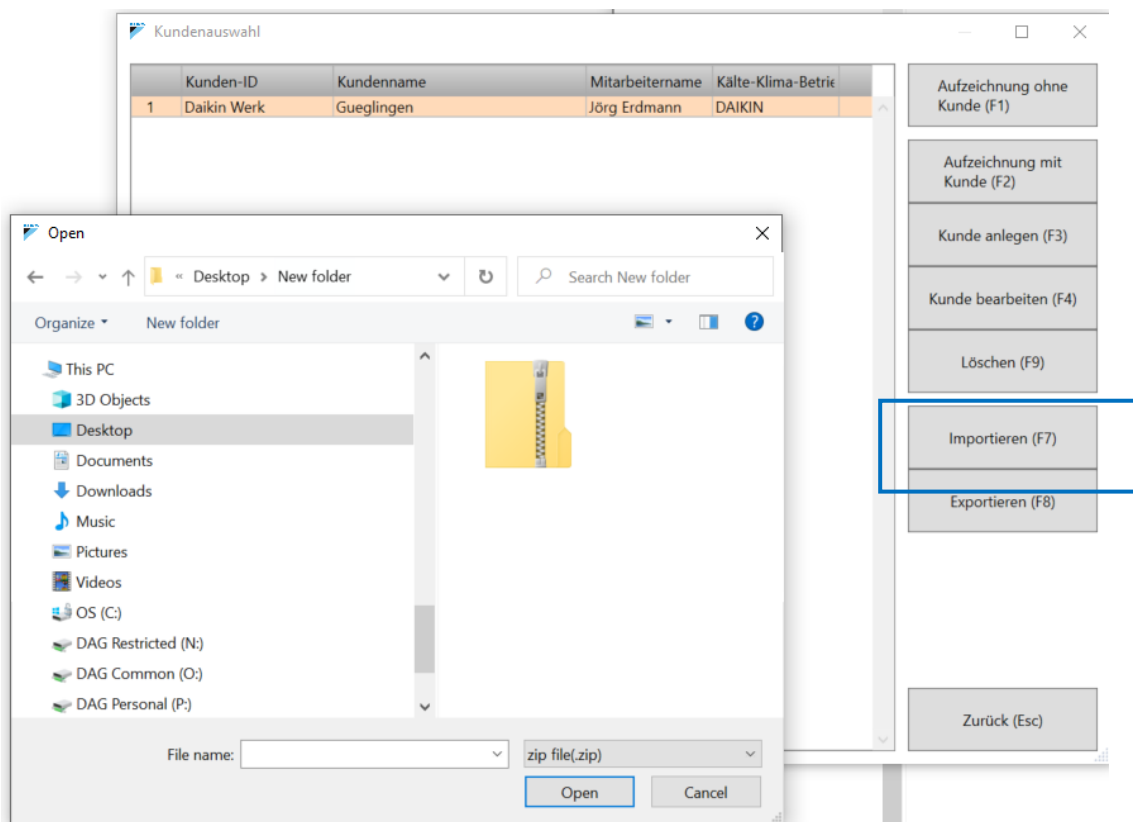 Kundenauswahl
Kunden-ID Kundenname Mitarbeitername Kälte-Klima-Betrie
1 Daikin Werk Gueglingen Jörg Erdmann DAIKIN
Aufzeichnung ohne
Kunde (F1)
Aufzeichnung mit
Kunde (F2)
Kunde anlegen (F3)
Kunde bearbeiten (F4)
Löschen (F9)
Importieren (F7)
Exportieren (F8)
Zurück (Esc)
Open
« Desktop > New folder
Search New folder
Organize New folder
This PC
3D Objects
Desktop
Documents
Downloads
Music
Pictures
Videos
OS (C:)
DAG Restricted (N:)
DAG Common (O:)
DAG Personal (P:)
File name: zip file(.zip)
Open Cancel